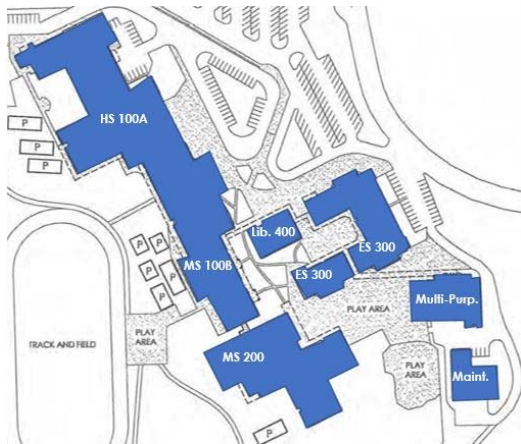 HS 100A
P
P
P
P
Lib. 400
ES 300
MS 100B
ES 300
P
P
P
P
P
Multi-Purp.
PLAY AREA
PLAY
AREA
TRACK AND FIELD
MS 200
PLAY
AREA
Maint.
P